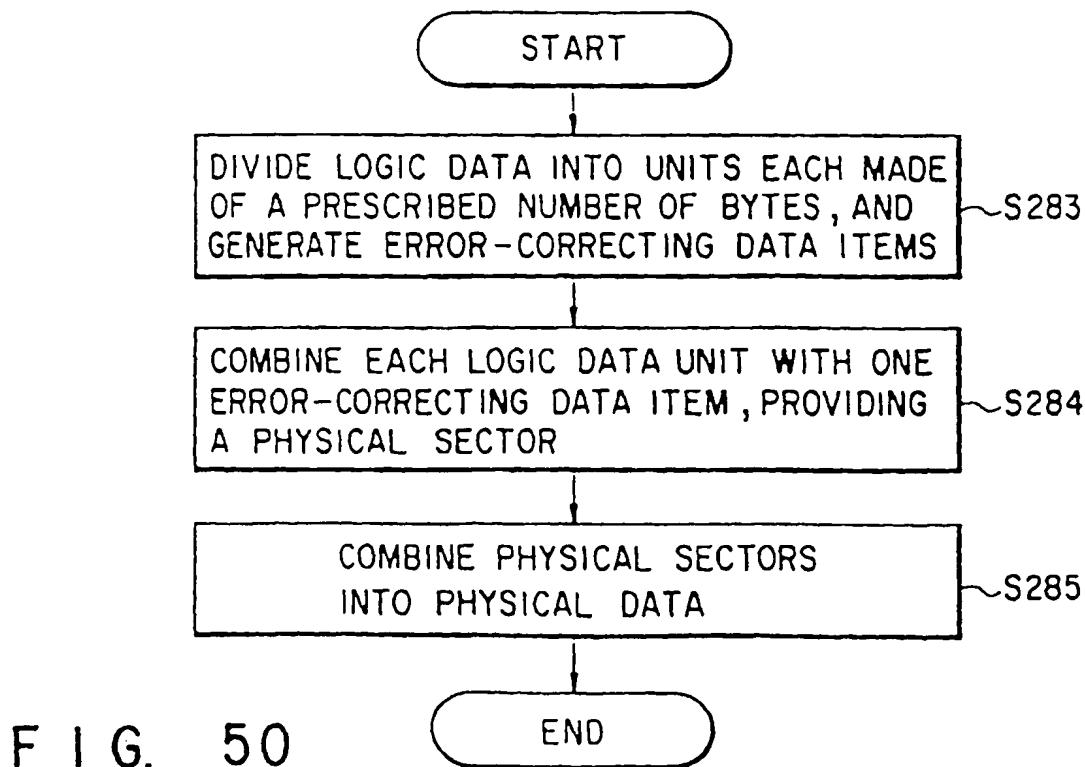 START
DIVIDE LOGIC DATA INTO UNITS EACH MADE
OF A PRESCRIBED NUMBER OF BYTES, AND
GENERATE ERROR-CORRECTING DATA ITEMS
S283
COMBINE EACH LOGIC DATA UNIT WITH ONE
ERROR-CORRECTING DATA ITEM, PROVIDING
A PHYSICAL SECTOR
S284
COMBINE PHYSICAL SECTORS
INTO PHYSICAL DATA
S285
END
FIG. 50